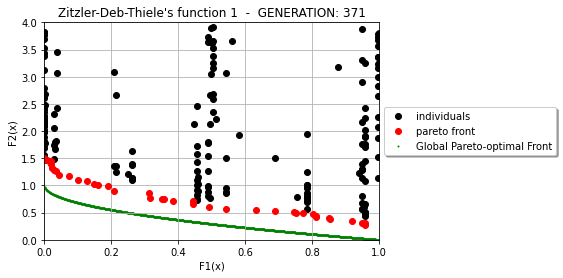 Zitzler-Deb-Thiele's function 1 - GENERATION: 371
4.0
3.5
3.0
2.5
2.0
1.5
1.0
0.5
0.0
F2(x)
0.0 0.2 0.4 0.6 0.8 1.0
F1(x)
individuals
pareto front
Global Pareto-optimal Front